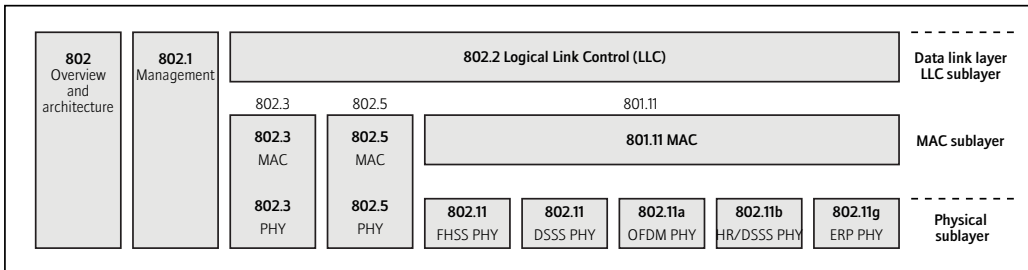 802
Overview
and
architecture
802.1
Management
802.2 Logical Link Control (LLC)
Data link layer
LLC sublayer
802.3
802.5
801.11
802.3
MAC
802.5
MAC
801.11 MAC
MAC sublayer
802.3
PHY
802.5
PHY
802.11
FHSS PHY
802.11
DSSS PHY
802.11a
OFDM PHY
802.11b
HR/DSSS PHY
802.11g
ERP PHY
Physical
sublayer